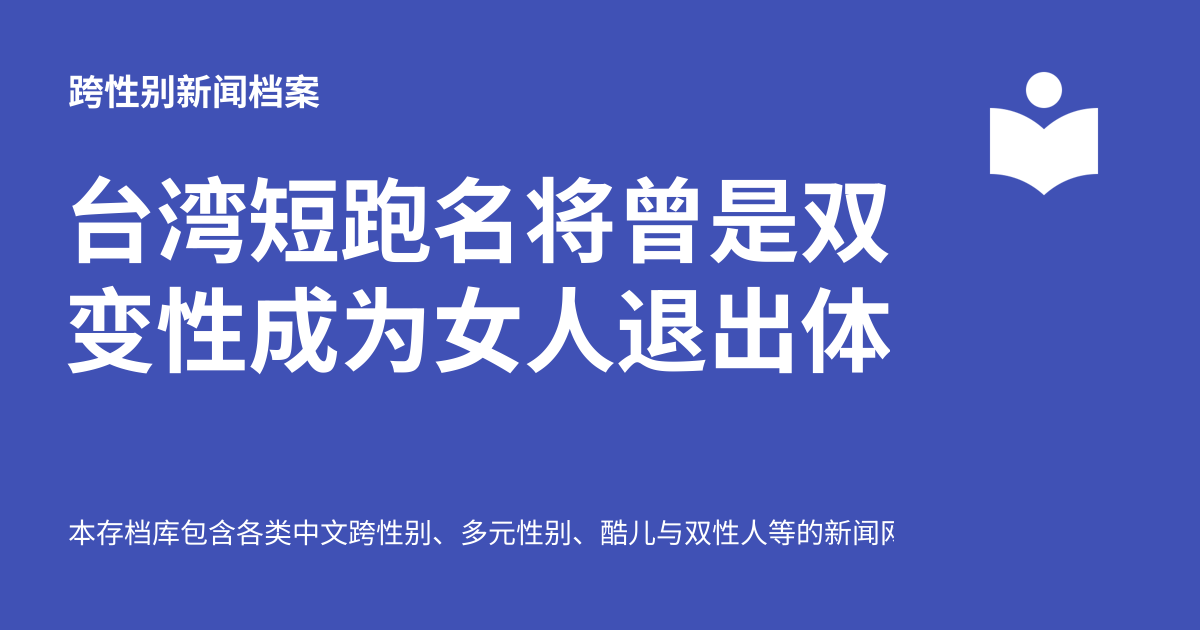 跨性别新闻档案
台湾短跑名将曾是双
变性成为女人退出体
本存档库包含各类中文跨性别、多元性别、酷儿与双性人等的新闻网